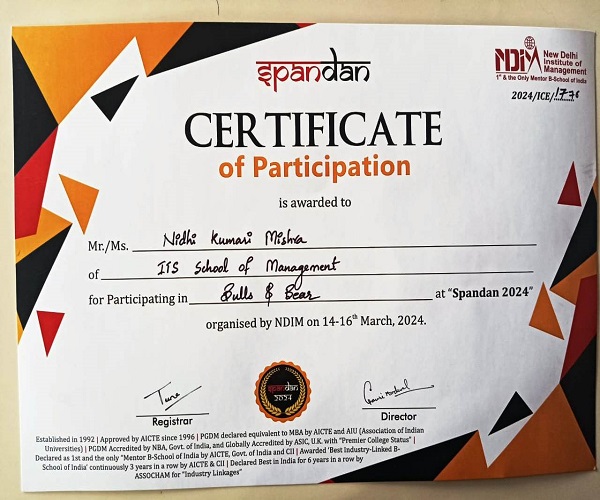 spandan
NDIM New Delhi
Institute of
Management
1st & the Only Mentor B-School of India
2024/ICE/1776
CERTIFICATE
of Participation
is awarded to
Mr./Ms. Nidhi Kumari Mishra
of ITS School of Management
for Participating in Bulls & Bear at “Spandan 2024”
organised by NDIM on 14-16th March, 2024.
spandan
2024
Registrar
Director
Established in 1992 | Approved by AICTE since 1996 | PGDM declared equivalent to MBA by AICTE and AIU (Association of Indian
Universities) | PGDM Accredited by NBA, Govt. of India, and Globally Accredited by ASIC, U.K. with “Premier College Status” |
Declared as 1st and the only “Mentor B-School of India by AICTE, Govt. of India and CII | Awarded ‘Best Industry-Linked B-
School of India’ continuously 3 years in a row by AICTE & CII | Declared Best in India for 6 years in a row by
ASSOCHAM for “Industry Linkages”